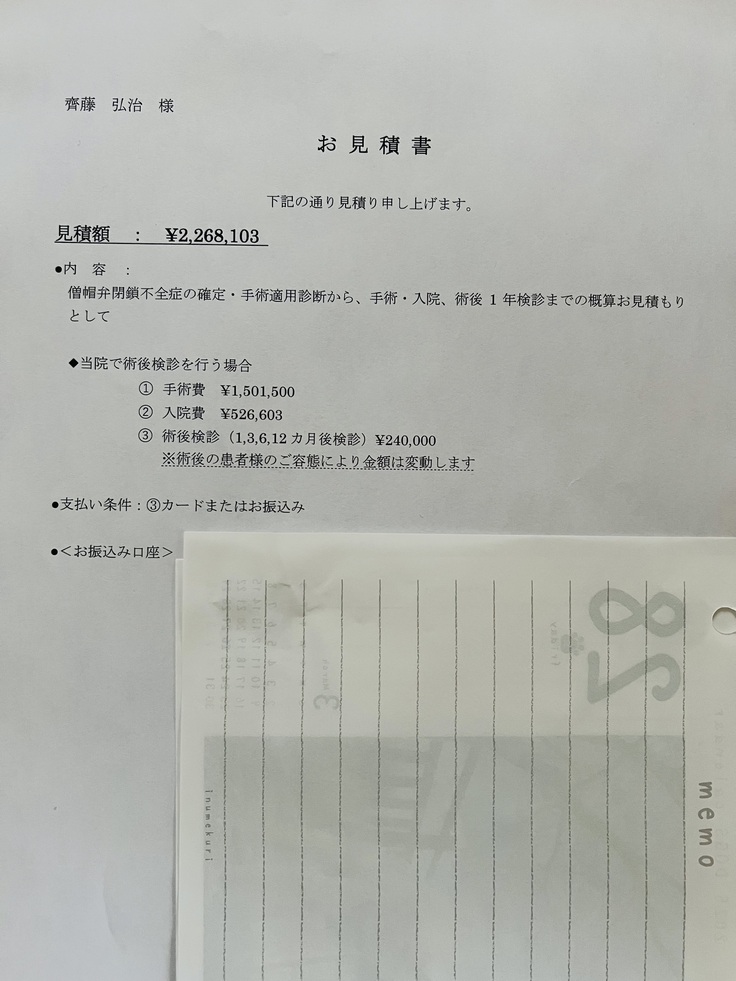 齊藤　弘治　様
お見積書
下記の通り見積り申し上げます。
見積額　：　¥2,268,103
●内　容　：
僧帽弁閉鎖不全症の確定・手術適用診断から、手術・入院、術後 1 年検診までの概算お見積もり
として
◆当院で術後検診を行う場合
① 手術費　¥1,501,500
② 入院費　¥526,603
③ 術後検診（1,3,6,12 カ月後検診）¥240,000
※術後の患者様のご容態により金額は変動します
●支払い条件：③カードまたはお振込み
●＜お振込み口座＞
memo
inumekuri
28
Friday
3
March